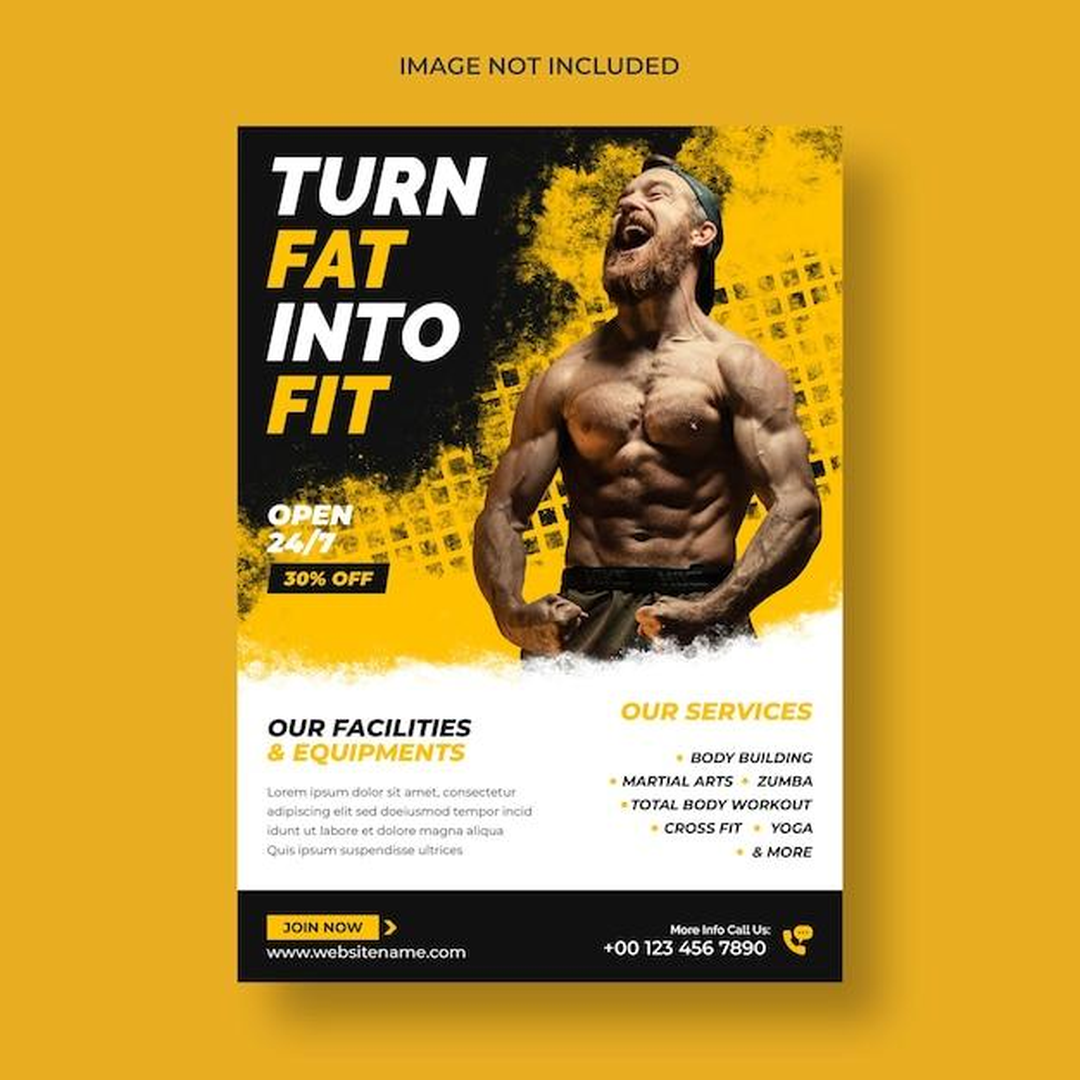 IMAGE NOT INCLUDED
TURN
FAT
INTO
FIT
OPEN
24/7
30% OFF
OUR FACILITIES
& EQUIPMENTS
Lorem ipsum dolor sit amet, consectetur
adipiscing elit sed doeiusmod tempor incid
idunt ut labore et dolore magna aliqua
Quis ipsum suspendisse ultrices
OUR SERVICES
• BODY BUILDING
• MARTIAL ARTS • ZUMBA
• TOTAL BODY WORKOUT
• CROSS FIT • YOGA
• & MORE
JOIN NOW
www.websitename.com
More Info Call Us:
+00 123 456 7890